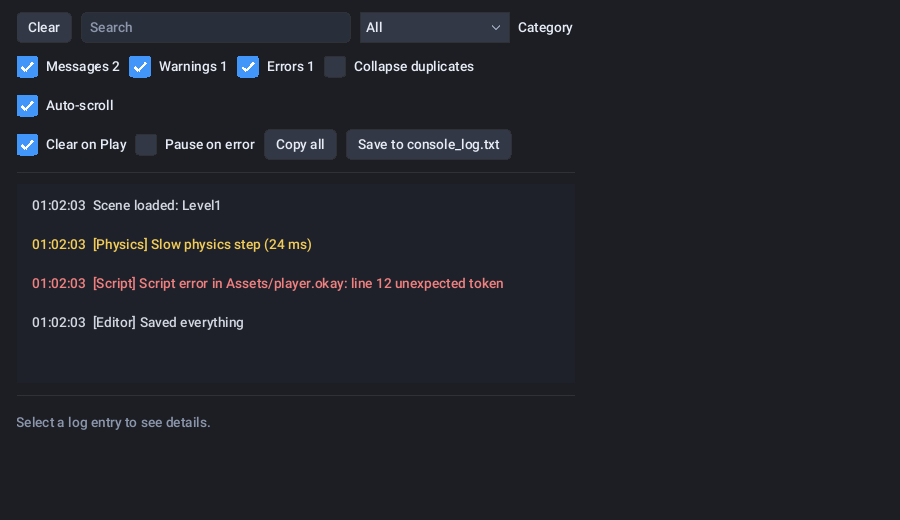 Clear Search All Category
Messages 2 Warnings 1 Errors 1 Collapse duplicates
Auto-scroll
Clear on Play Pause on error Copy all Save to console_log.txt
01:02:03 Scene loaded: Level1
01:02:03 [Physics] Slow physics step (24 ms)
01:02:03 [Script] Script error in Assets/player.okay: line 12 unexpected token
01:02:03 [Editor] Saved everything
Select a log entry to see details.